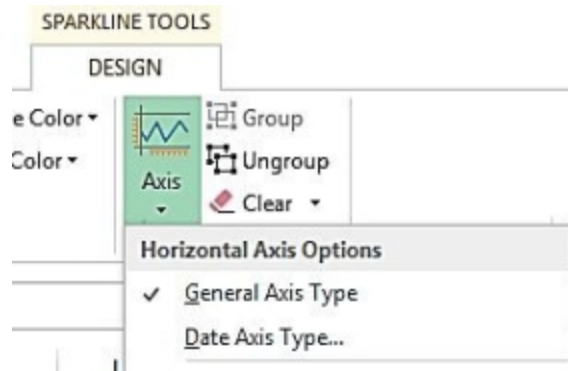 SPARKLINE TOOLS
DESIGN
e Color
Color
Axis
Group
Ungroup
Clear
Horizontal Axis Options
General Axis Type
Date Axis Type...